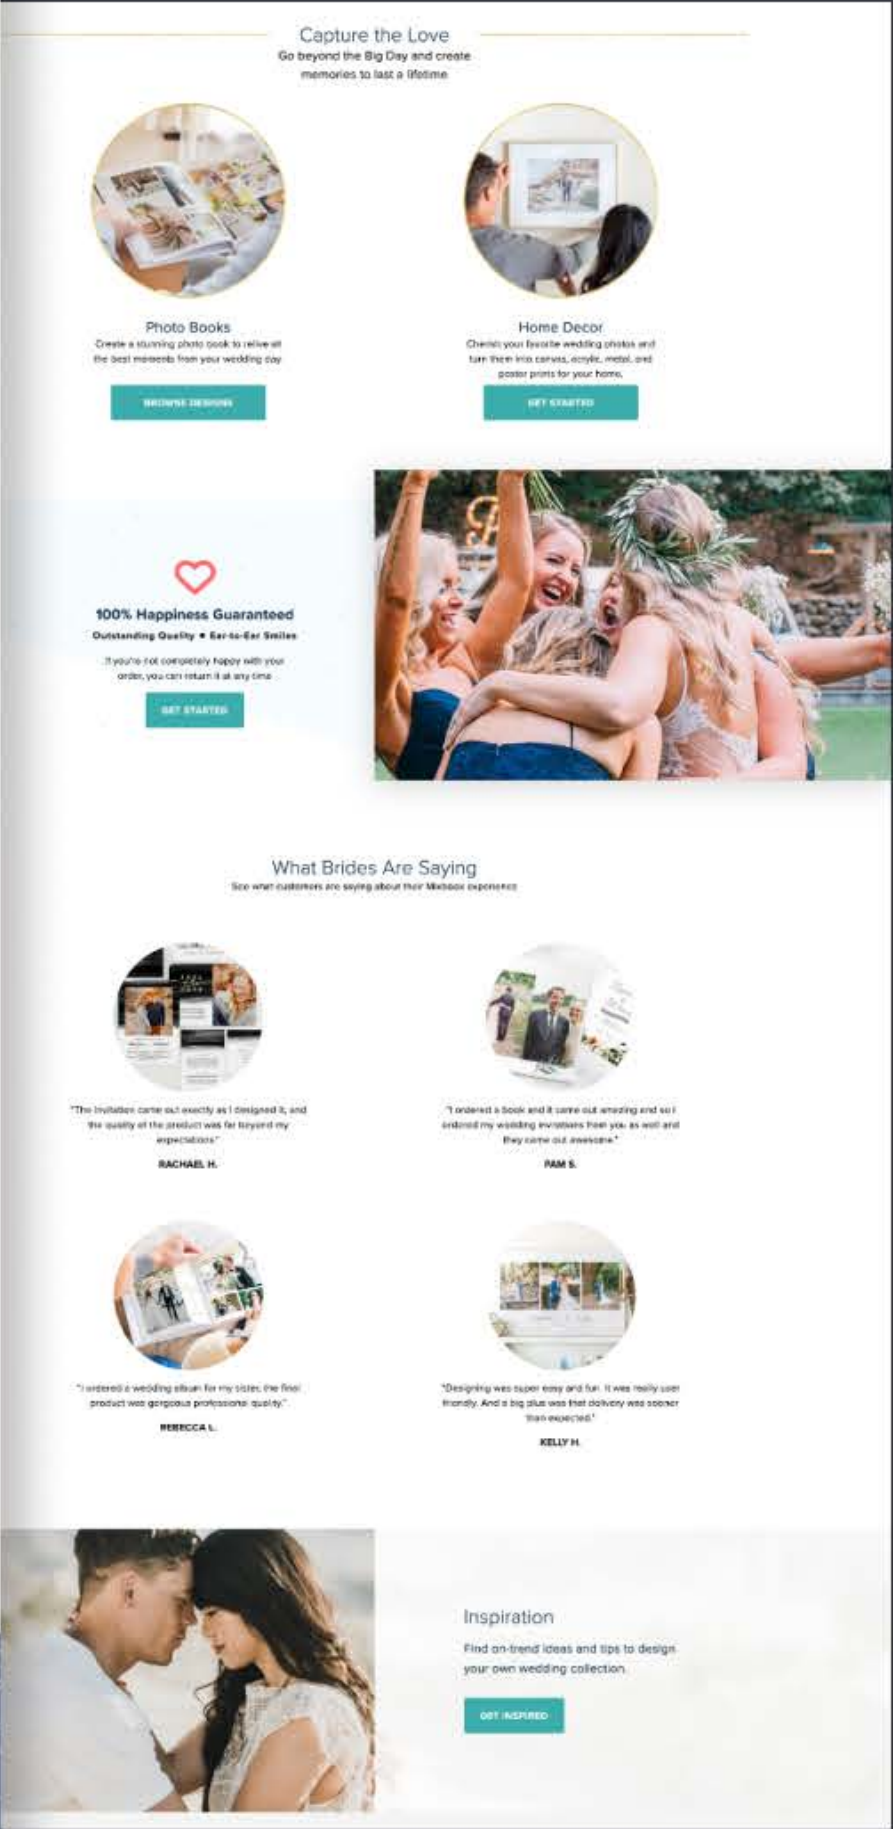 Capture the Love
Go beyond the Big Day and create
memories to last a lifetime
Photo Books
Create a stunning photo book to relive all
the best moments from your wedding day
BROWSE DESIGNS
Home Decor
Cherish your favorite wedding photos and
turn them into canvas, acrylic, metal, and
poster prints for your home.
GET STARTED
100% Happiness Guaranteed
Outstanding Quality • Ear-to-Ear Smiles
If you're not completely happy with your
order, you can return it at any time
GET STARTED
What Brides Are Saying
See what customers are saying about their Mixbook experience
"The invitation came out exactly as I designed it, and
the quality of the product was far beyond my
expectations"
RACHAEL H.
"I ordered a book and it came out amazing and so I
ordered my wedding invitations from you as well and
they came out awesome."
PAM S.
"I ordered a wedding album for my sister, the final
product was gorgeous professional quality."
REBECCA L.
"Designing was super easy and fun. It was really user
friendly. And a big plus was that delivery was sooner
than expected."
KELLY H.
Inspiration
Find on-trend ideas and tips to design
your own wedding collection.
GET INSPIRED